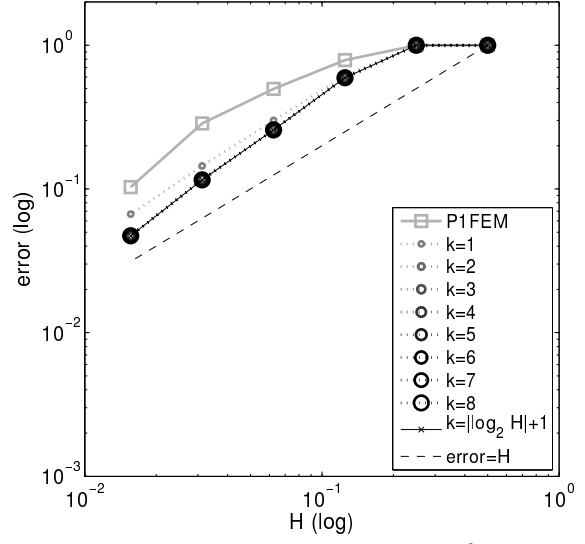 10^0
10^-1
10^-2
10^-3
error (log)
P1FEM
k=1
k=2
k=3
k=4
k=5
k=6
k=7
k=8
k=||log_2 H|+1
error=H
10^-2
10^-1
10^0
H (log)